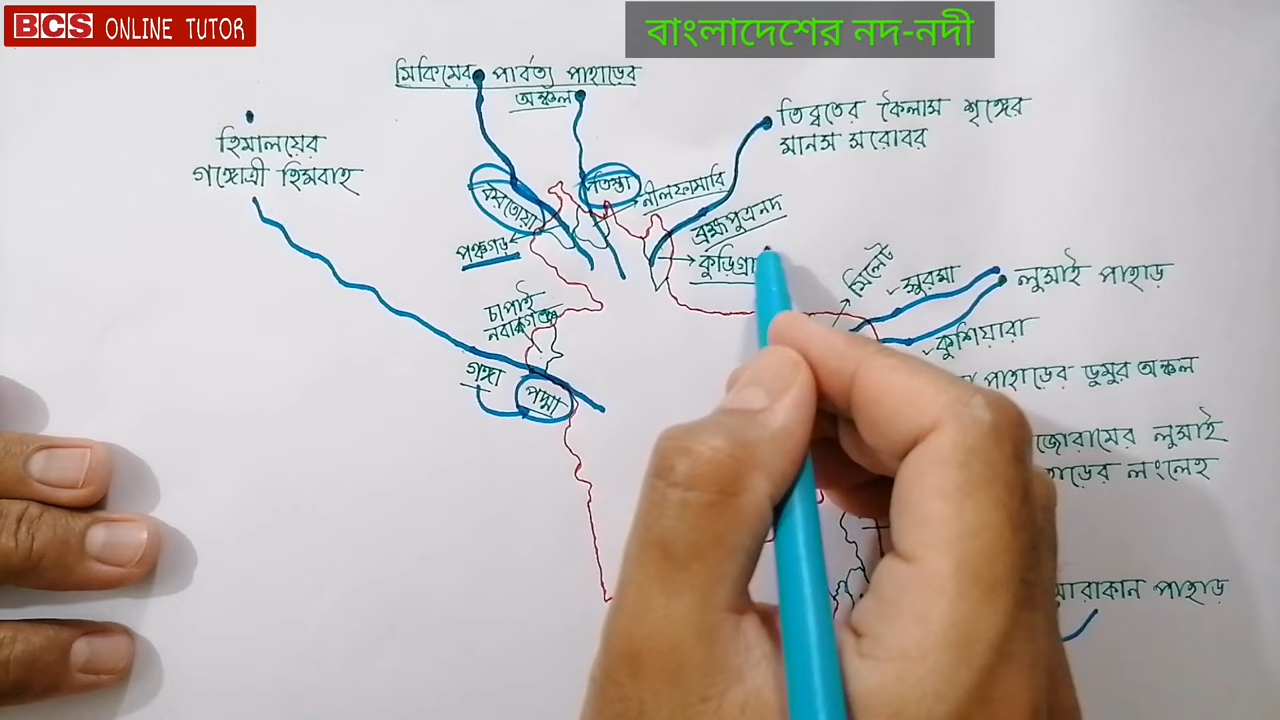 BCS ONLINE TUTOR
বাংলাদেশের নদ-নদী
সিকিমের পার্বত্য পাহাড়ের
অঞ্চল
তিব্বতের কৈলাস শৃঙ্গের
মানস সরোবর
হিমালয়ের
গঙ্গোত্রী হিমবাহ
করতোয়া
তিস্তা
নীলফামারি
ব্রহ্মপুত্র নদ
পঞ্চগড়
সিলেট
সুরমা
লুসাই পাহাড়
চাপাই
নবাবগঞ্জ
কুশিয়ারা
গঙ্গা
পদ্মা
পাহাড়ের ডুমুর অঞ্চল
লুসাই
লংলেহ
আরাকান পাহাড়